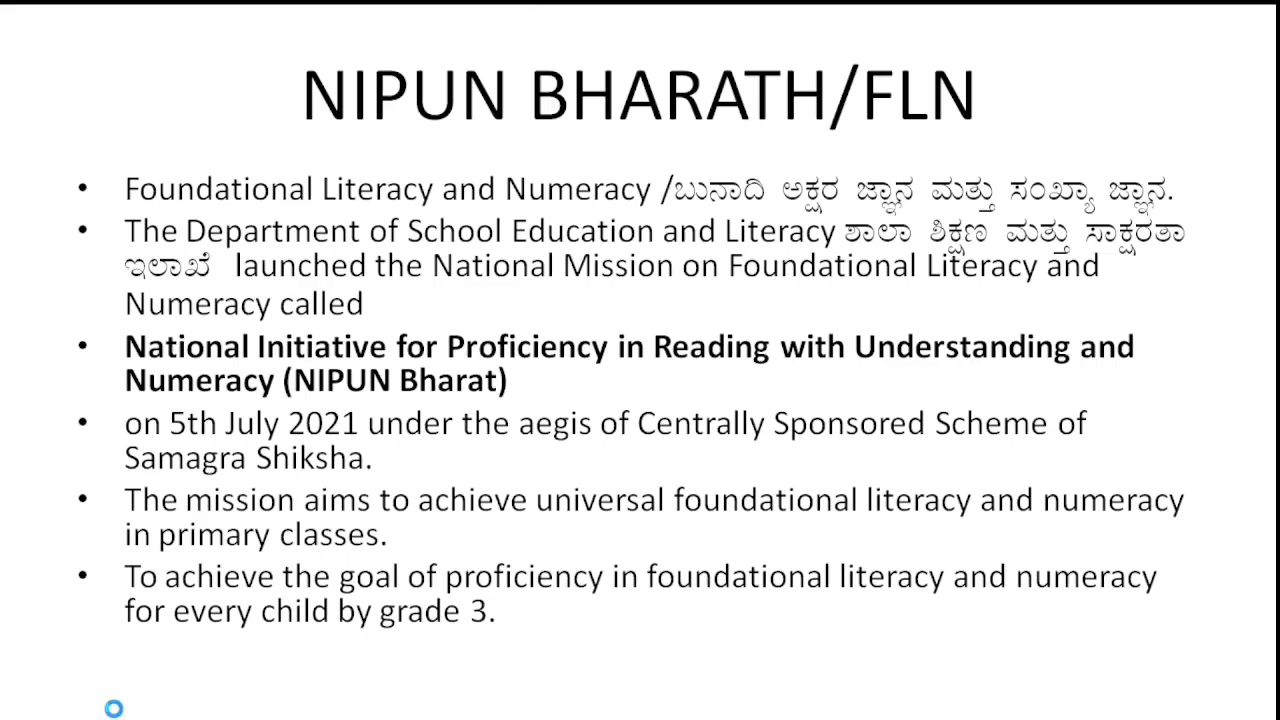 NIPUN BHARATH/FLN
• Foundational Literacy and Numeracy /ಬುನಾದಿ ಅಕ್ಷರ ಜ್ಞಾನ ಮತ್ತು ಸಂಖ್ಯಾ ಜ್ಞಾನ.
• The Department of School Education and Literacy ಶಾಲಾ ಶಿಕ್ಷಣ ಮತ್ತು ಸಾಕ್ಷರತಾ
ಇಲಾಖೆ launched the National Mission on Foundational Literacy and
Numeracy called
• National Initiative for Proficiency in Reading with Understanding and
Numeracy (NIPUN Bharat)
• on 5th July 2021 under the aegis of Centrally Sponsored Scheme of
Samagra Shiksha.
• The mission aims to achieve universal foundational literacy and numeracy
in primary classes.
• To achieve the goal of proficiency in foundational literacy and numeracy
for every child by grade 3.